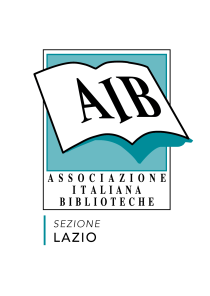 AIB
ASSOCIAZIONE
ITALIANA
BIBLIOTECHE
SEZIONE
LAZIO